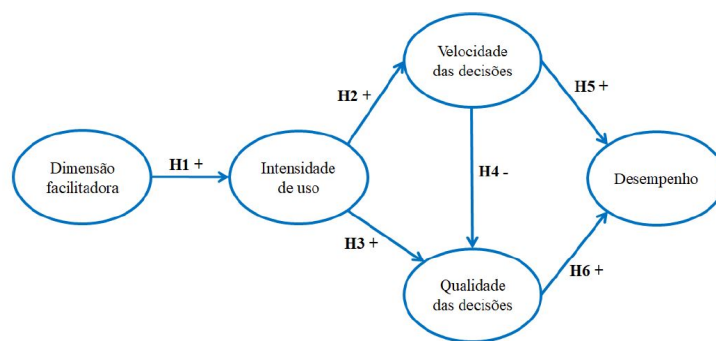 Velocidade
das decisões
H2 +
H5 +
Dimensão
facilitadora
H1 +
Intensidade
de uso
H4 -
Desempenho
H3 +
H6 +
Qualidade
das decisões